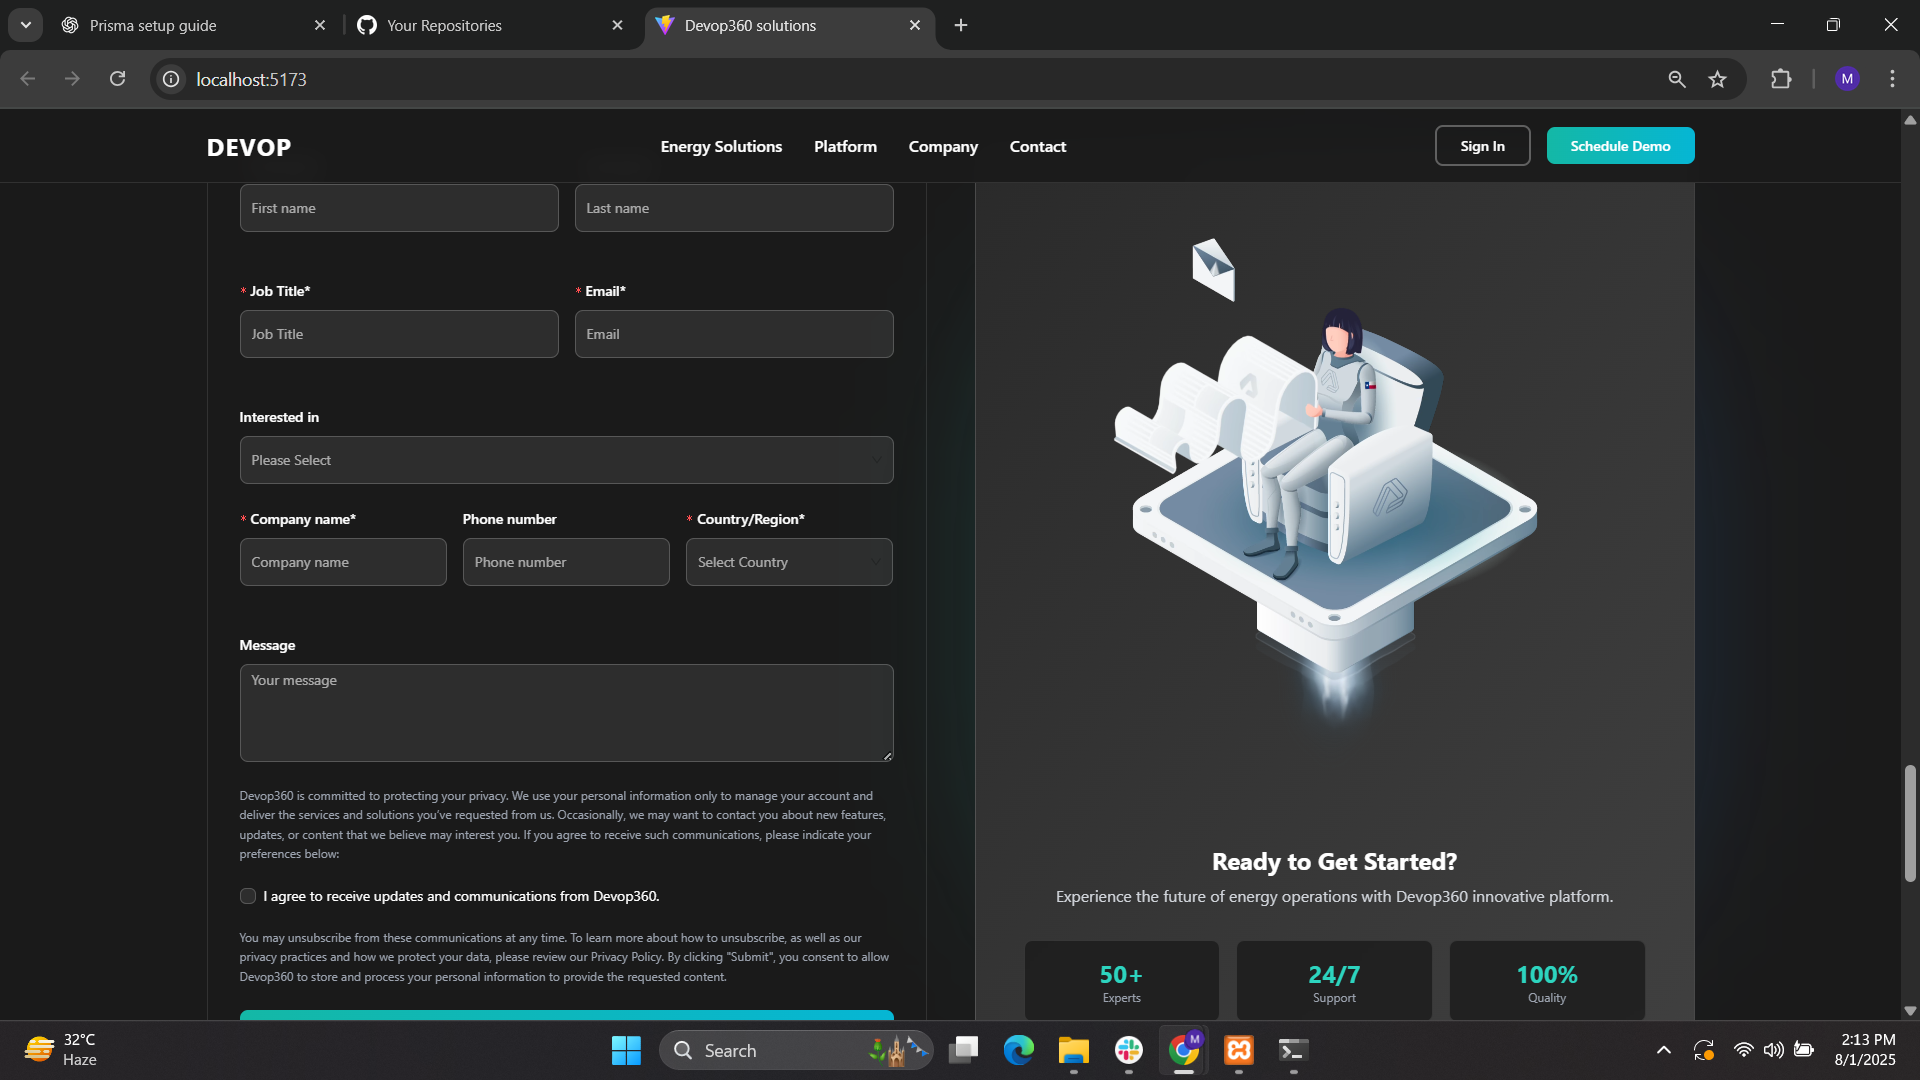 Prisma setup guide
Your Repositories
Devop360 solutions
localhost:5173
M
DEVOP
Energy Solutions
Platform
Company
Contact
Sign In
Schedule Demo
First name
Last name
* Job Title*
* Email*
Job Title
Email
Interested in
Please Select
* Company name*
Phone number
* Country/Region*
Company name
Phone number
Select Country
Message
Your message
Devop360 is committed to protecting your privacy. We use your personal information only to manage your account and
deliver the services and solutions you've requested from us. Occasionally, we may want to contact you about new features,
updates, or content that we believe may interest you. If you agree to receive such communications, please indicate your
preferences below:
I agree to receive updates and communications from Devop360.
You may unsubscribe from these communications at any time. To learn more about how to unsubscribe, as well as our
privacy practices and how we protect your data, please review our Privacy Policy. By clicking "Submit", you consent to allow
Devop360 to store and process your personal information to provide the requested content.
Ready to Get Started?
Experience the future of energy operations with Devop360 innovative platform.
50+
Experts
24/7
Support
100%
Quality
32°C
Haze
Search
M
2:13 PM
8/1/2025